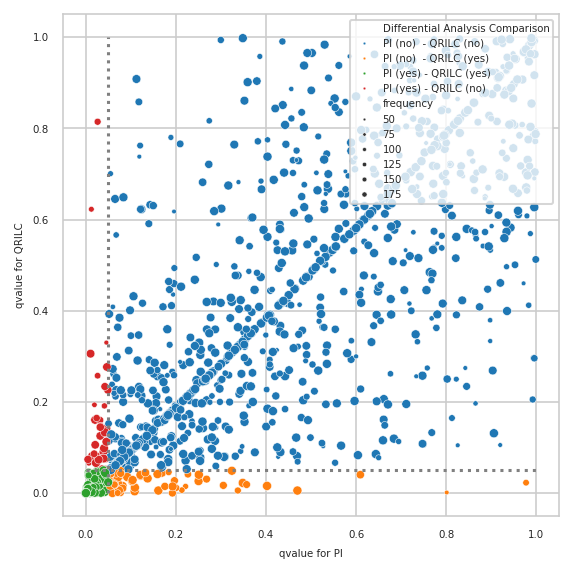 Differential Analysis Comparison
PI (no)  - QRILC (no)
PI (no)  - QRILC (yes)
PI (yes) - QRILC (yes)
PI (yes) - QRILC (no)
frequency
50
75
100
125
150
175
1.0
0.8
0.6
0.4
0.2
0.0
qvalue for QRILC
0.0 0.2 0.4 0.6 0.8 1.0
qvalue for PI